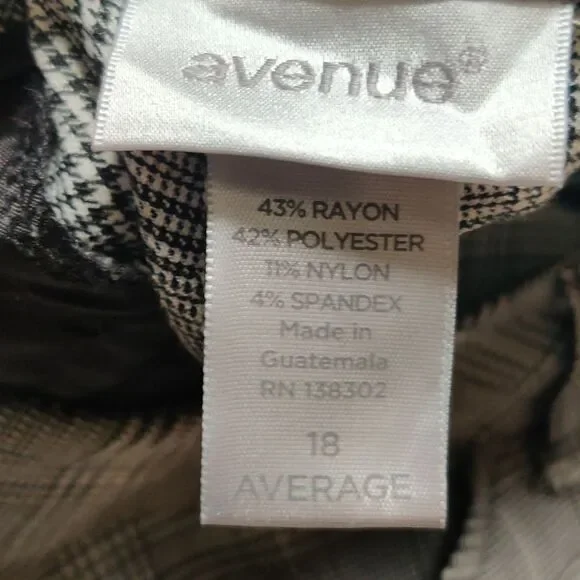 avenue®
43% RAYON
42% POLYESTER
11% NYLON
4% SPANDEX
Made in
Guatemala
RN 138302
18
AVERAGE